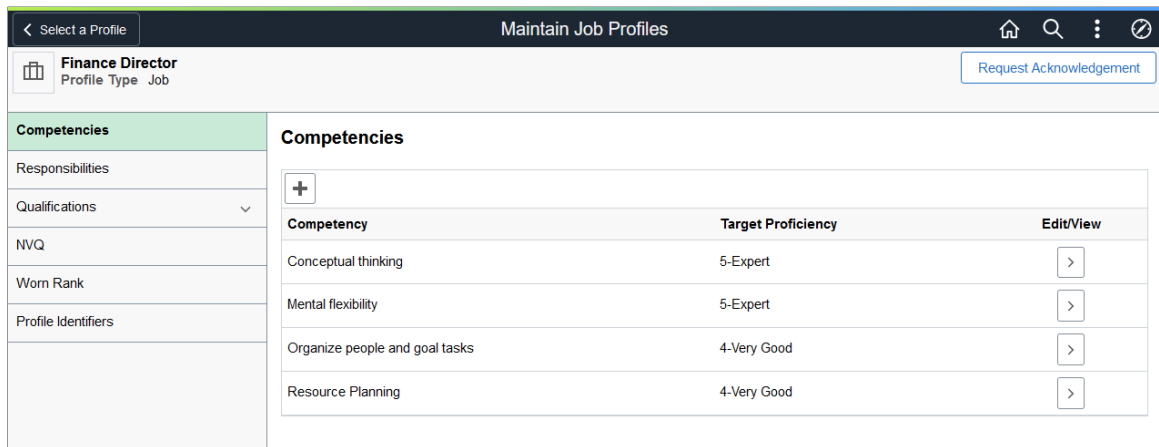 Select a Profile
Maintain Job Profiles
Finance Director
Profile Type Job
Request Acknowledgement
Competencies
Responsibilities
Qualifications
NVQ
Worn Rank
Profile Identifiers
Competencies
Competency Target Proficiency Edit/View
Conceptual thinking 5-Expert
Mental flexibility 5-Expert
Organize people and goal tasks 4-Very Good
Resource Planning 4-Very Good